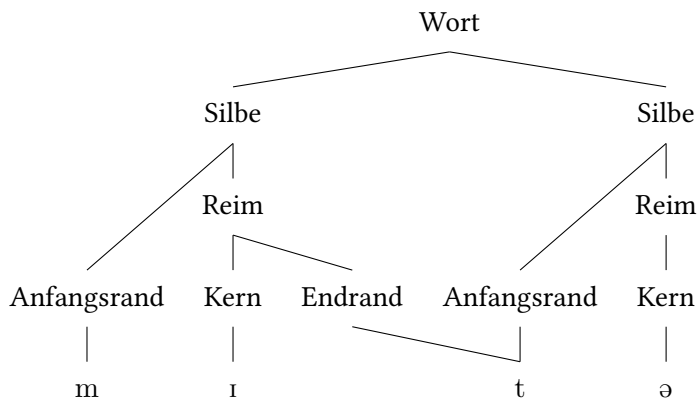 Wort
Silbe Silbe
Reim Reim
Anfangsrand Kern Endrand Anfangsrand Kern
m ɪ t ə